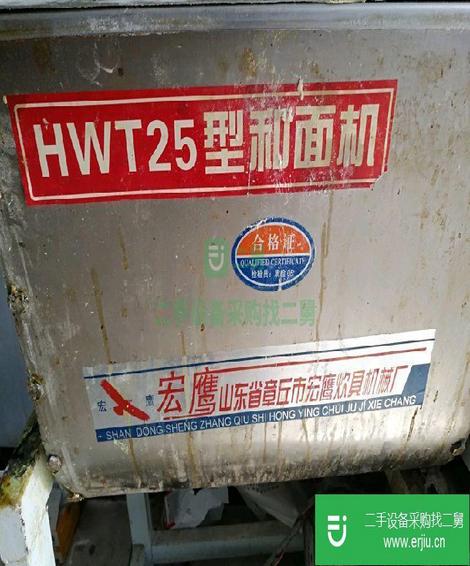 HWT25型和面机
合格证
QUALIFIED CERTIFICATE
二手设备采购找二舅
宏鹰
宏鹰 山东省章丘市宏鹰炊具机械厂
SHAN DONG SHENG ZHANG QIU SHI HONG YING CHUI JU JI XIE CHANG
二手设备采购找二舅
www.erjiu.cn